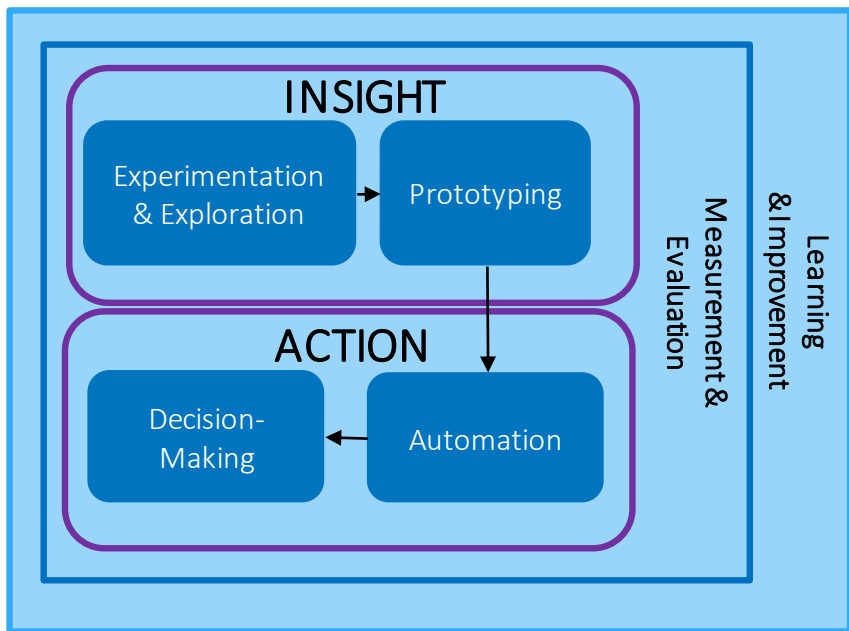 INSIGHT
Experimentation
& Exploration
Prototyping
ACTION
Decision-
Making
Automation
Measurement &
Evaluation
Learning
& Improvement